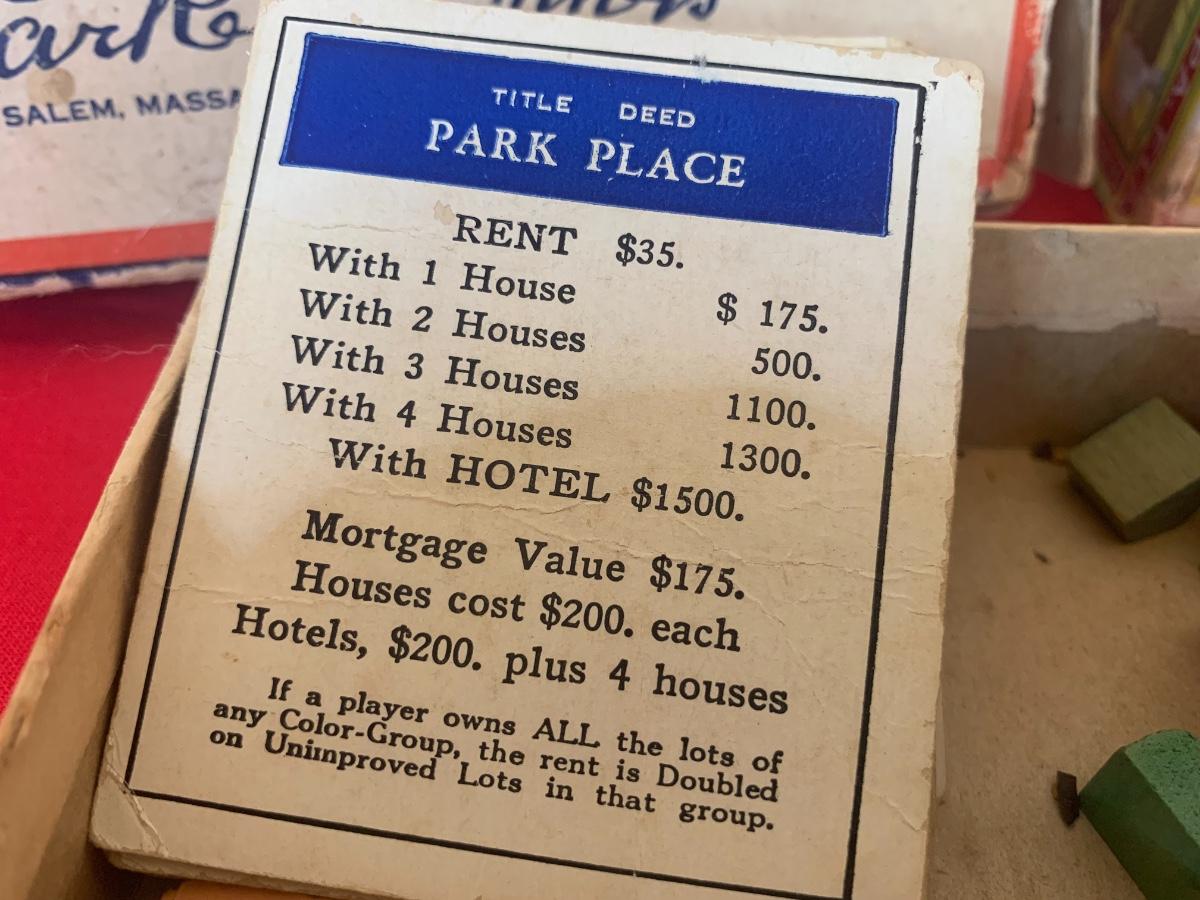 SALEM, MASSA
TITLE DEED
PARK PLACE
RENT $35.
With 1 House $ 175.
With 2 Houses 500.
With 3 Houses 1100.
With 4 Houses 1300.
With HOTEL $1500.
Mortgage Value $175.
Houses cost $200. each
Hotels, $200. plus 4 houses
If a player owns ALL the lots of
any Color-Group, the rent is Doubled
on Unimproved Lots in that group.